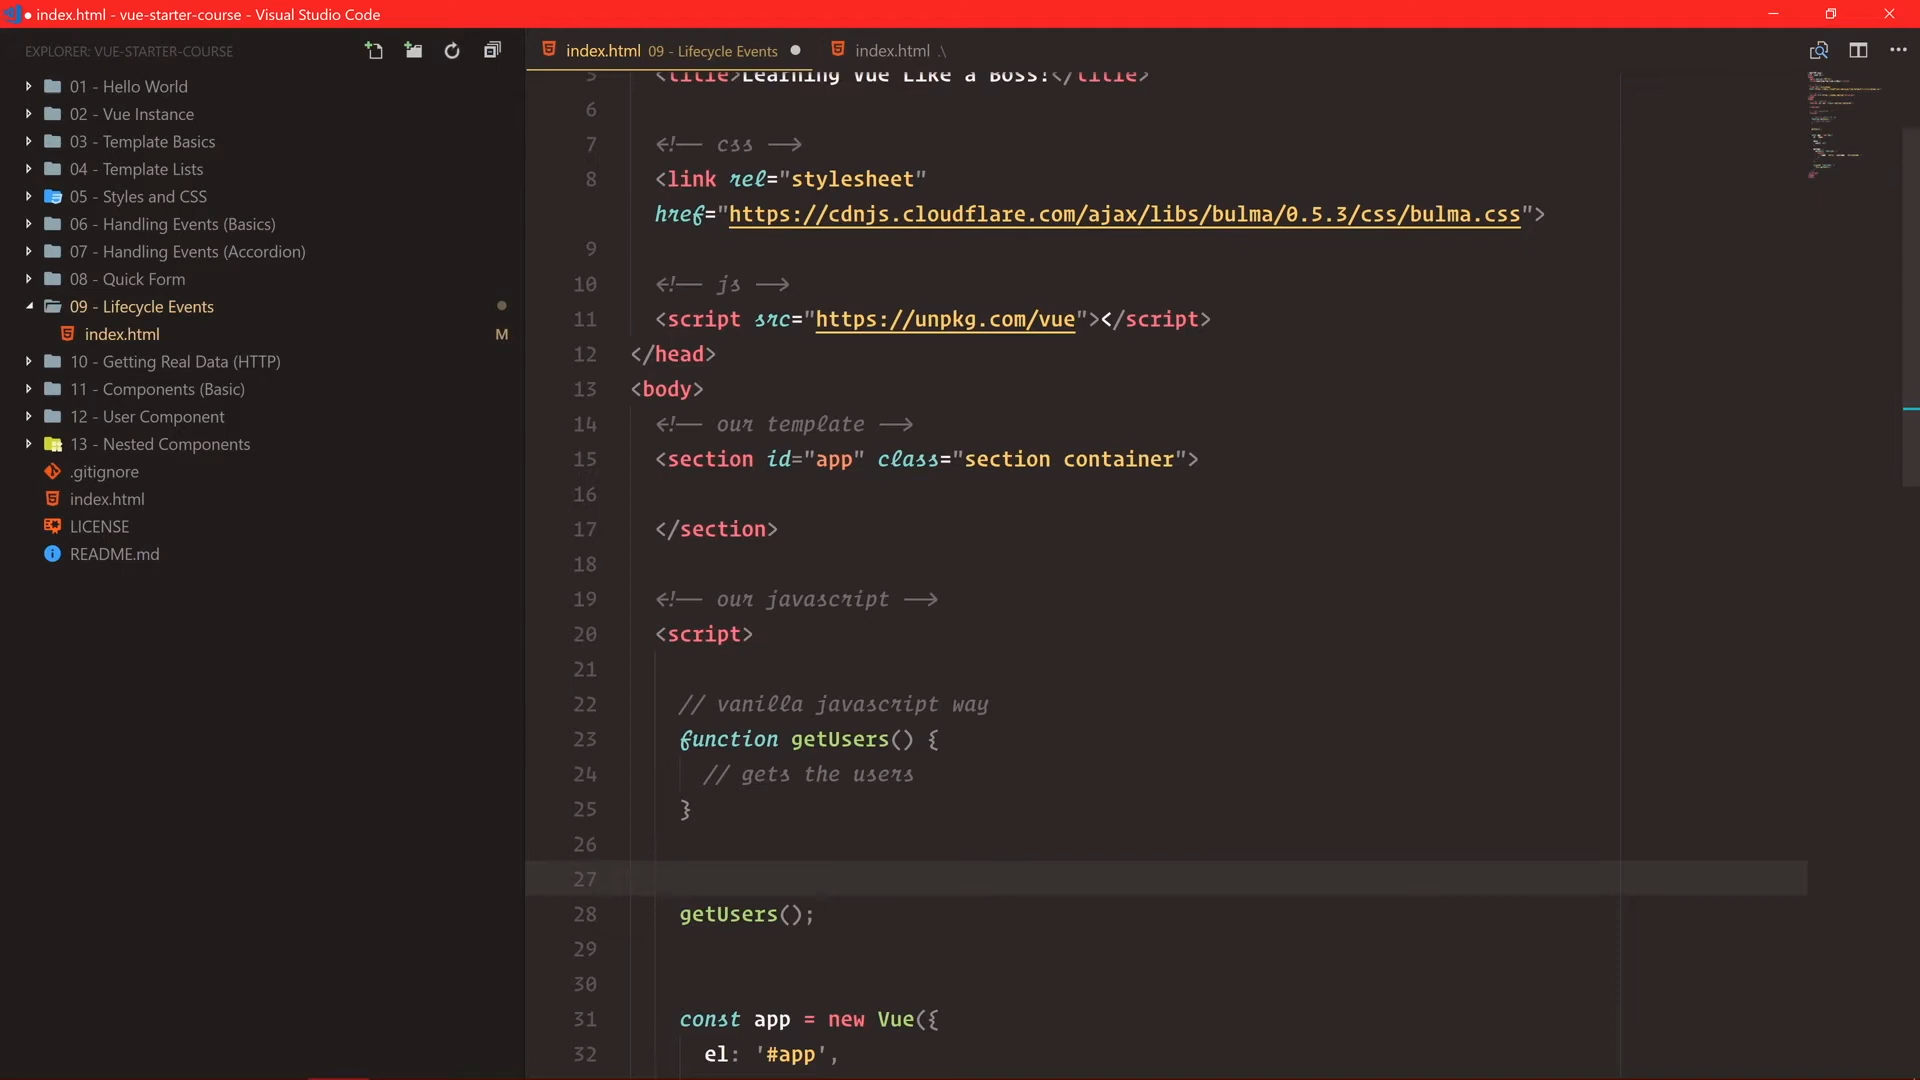 index.html - vue-starter-course - Visual Studio Code
EXPLORER: VUE-STARTER-COURSE
01 - Hello World
02 - Vue Instance
03 - Template Basics
04 - Template Lists
05 - Styles and CSS
06 - Handling Events (Basics)
07 - Handling Events (Accordion)
08 - Quick Form
09 - Lifecycle Events
index.html M
10 - Getting Real Data (HTTP)
11 - Components (Basic)
12 - User Component
13 - Nested Components
.gitignore
index.html
LICENSE
README.md
index.html 09 - Lifecycle Events
index.html .\
5 <title>Learning Vue Like a Boss!</title>
6
7 <!-- css -->
8 <link rel="stylesheet"
href="https://cdnjs.cloudflare.com/ajax/libs/bulma/0.5.3/css/bulma.css">
9
10 <!-- js -->
11 <script src="https://unpkg.com/vue"></script>
12 </head>
13 <body>
14 <!-- our template -->
15 <section id="app" class="section container">
16
17 </section>
18
19 <!-- our javascript -->
20 <script>
21
22 // vanilla javascript way
23 function getUsers() {
24 // gets the users
25 }
26
27
28 getUsers();
29
30
31 const app = new Vue({
32 el: '#app',